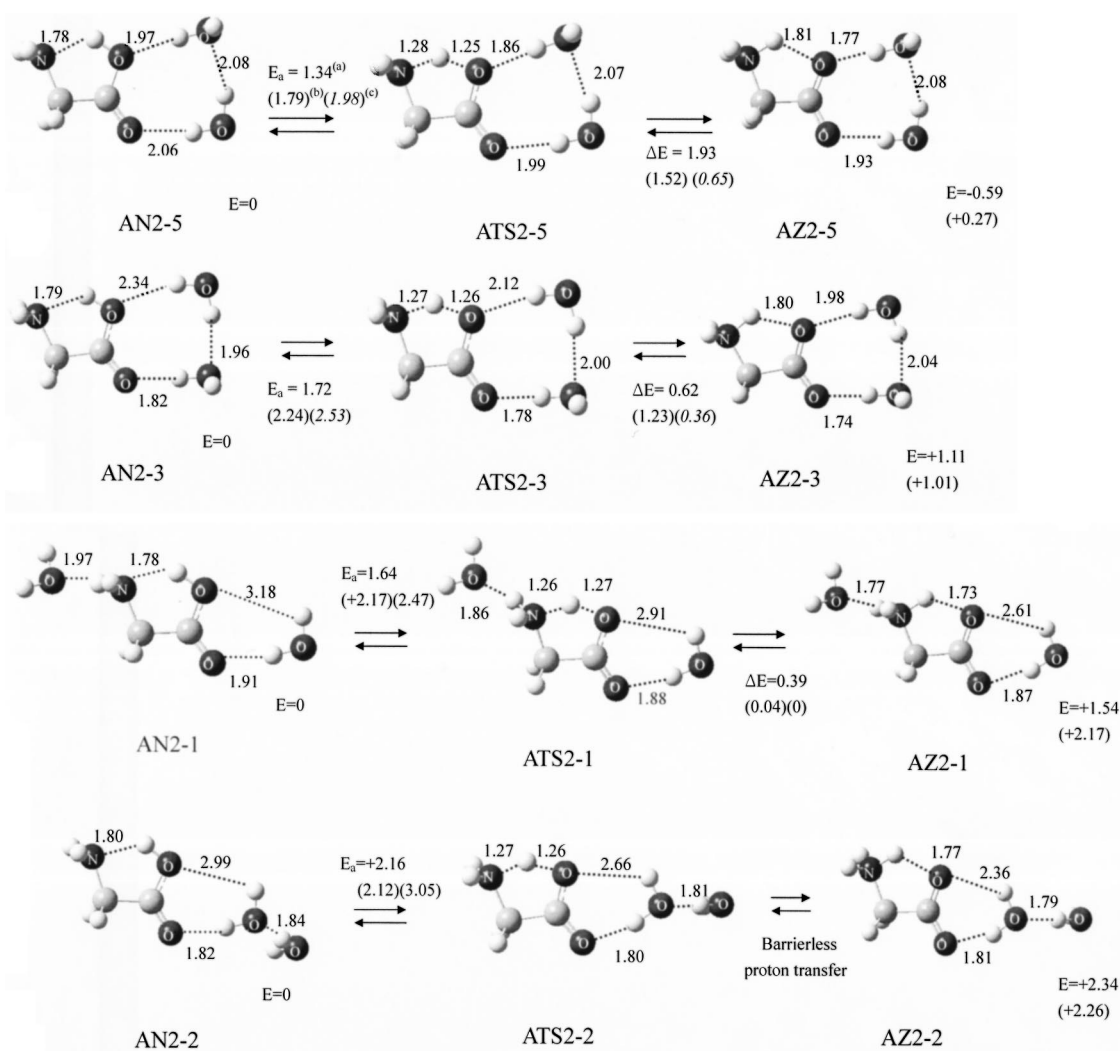 1.78
1.97
2.08
2.06
N
O
O
O
O
E=0
AN2-5
Eₐ = 1.34⁽ᵃ⁾
(1.79)⁽ᵇ⁾(1.98)⁽ᶜ⁾
1.28
1.25
1.86
2.07
1.99
N
O
O
O
ATS2-5
ΔE = 1.93
(1.52) (0.65)
1.81
1.77
2.08
1.93
N
O
O
O
O
E=-0.59
(+0.27)
AZ2-5
1.79
2.34
1.96
1.82
N
O
O
O
E=0
AN2-3
Eₐ = 1.72
(2.24)(2.53)
1.27
1.26
2.12
2.00
1.78
N
O
O
O
ATS2-3
ΔE= 0.62
(1.23)(0.36)
1.80
1.98
2.04
1.74
N
O
O
O
O
E=+1.11
(+1.01)
AZ2-3
1.97
1.78
3.18
1.91
O
N
O
O
O
E=0
AN2-1
Eₐ=1.64
(+2.17)(2.47)
1.86
1.26
1.27
2.91
1.88
O
N
O
O
O
ATS2-1
ΔE=0.39
(0.04)(0)
1.77
1.73
2.61
1.87
O
N
O
O
O
E=+1.54
(+2.17)
AZ2-1
1.80
2.99
1.84
1.82
N
O
O
O
O
E=0
AN2-2
Eₐ=+2.16
(2.12)(3.05)
1.27
1.26
2.66
1.81
1.80
N
O
O
O
O
ATS2-2
Barrierless
proton transfer
1.77
2.36
1.79
1.81
N
O
O
O
O
E=+2.34
(+2.26)
AZ2-2